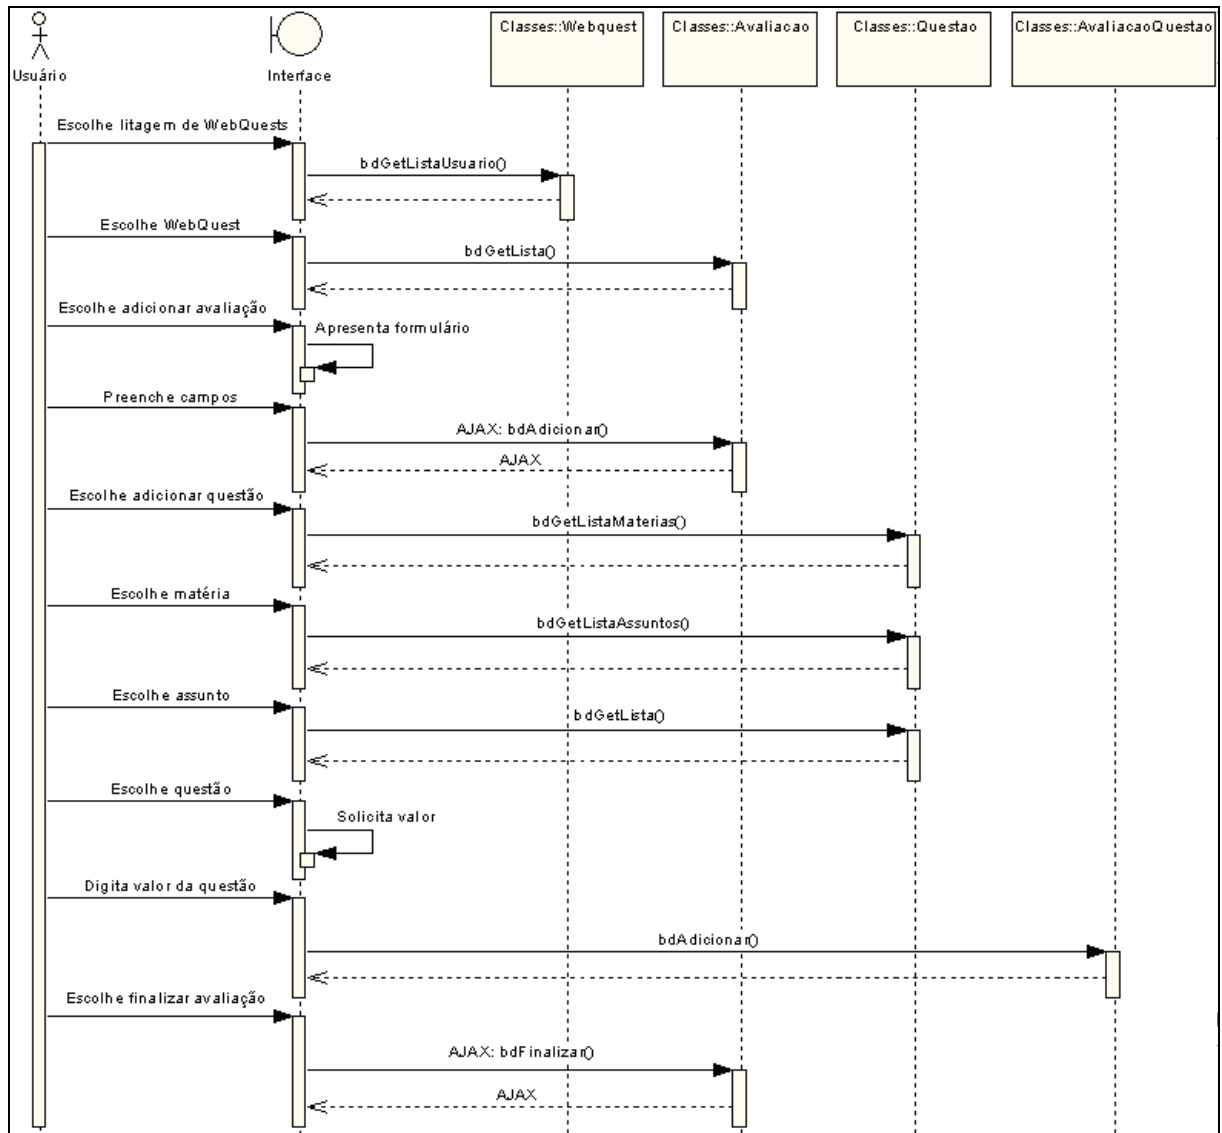 Classes::Webquest
Classes::Avaliacao
Classes::Questao
Classes::AvaliacaoQuestao
Usuário
Interface
Escolhe litagem de WebQuests
bdGetListaUsuario()
Escolhe WebQuest
bdGetLista()
Escolhe adicionar avaliação
Apresenta formulário
Preenche campos
AJAX: bdAdicionar()
AJAX
Escolhe adicionar questão
bdGetListaMaterias()
Escolhe matéria
bdGetListaAssuntos()
Escolhe assunto
bdGetLista()
Escolhe questão
Solicita valor
Digita valor da questão
bdAdicionar()
Escolhe finalizar avaliação
AJAX: bdFinalizar()
AJAX